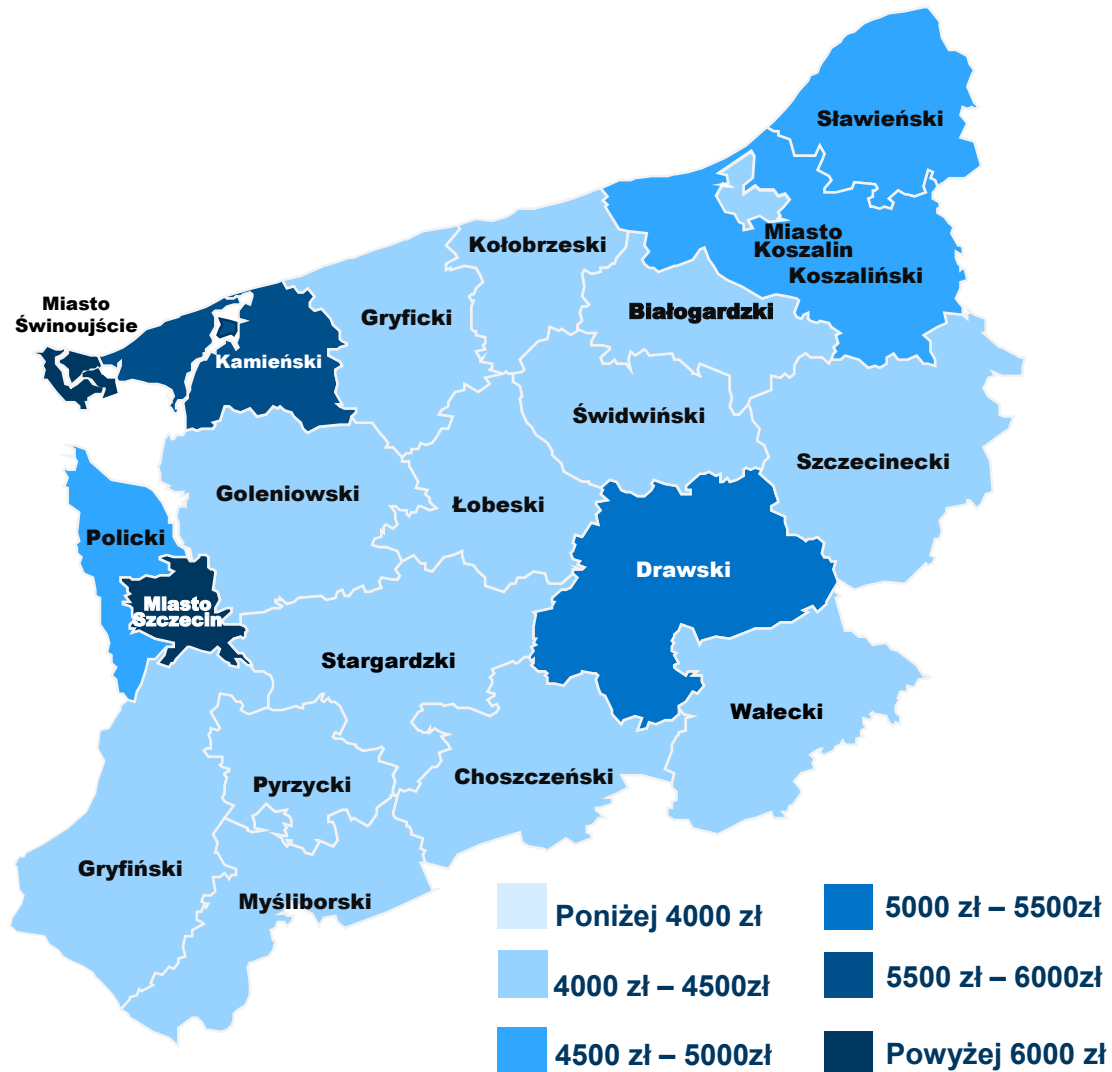 Sławieński
Miasto
Koszalin
Koszaliński
Kołobrzeski
Białogardzki
Gryficki
Miasto
Świnoujście
Kamieński
Świdwiński
Szczecinecki
Goleniowski
Łobeski
Policki
Drawski
Miasto
Szczecin
Stargardzki
Wałecki
Choszczeński
Pyrzycki
Gryfiński
Myśliborski
Poniżej 4000 zł
4000 zł – 4500zł
4500 zł – 5000zł
5000 zł – 5500zł
5500 zł – 6000zł
Powyżej 6000 zł